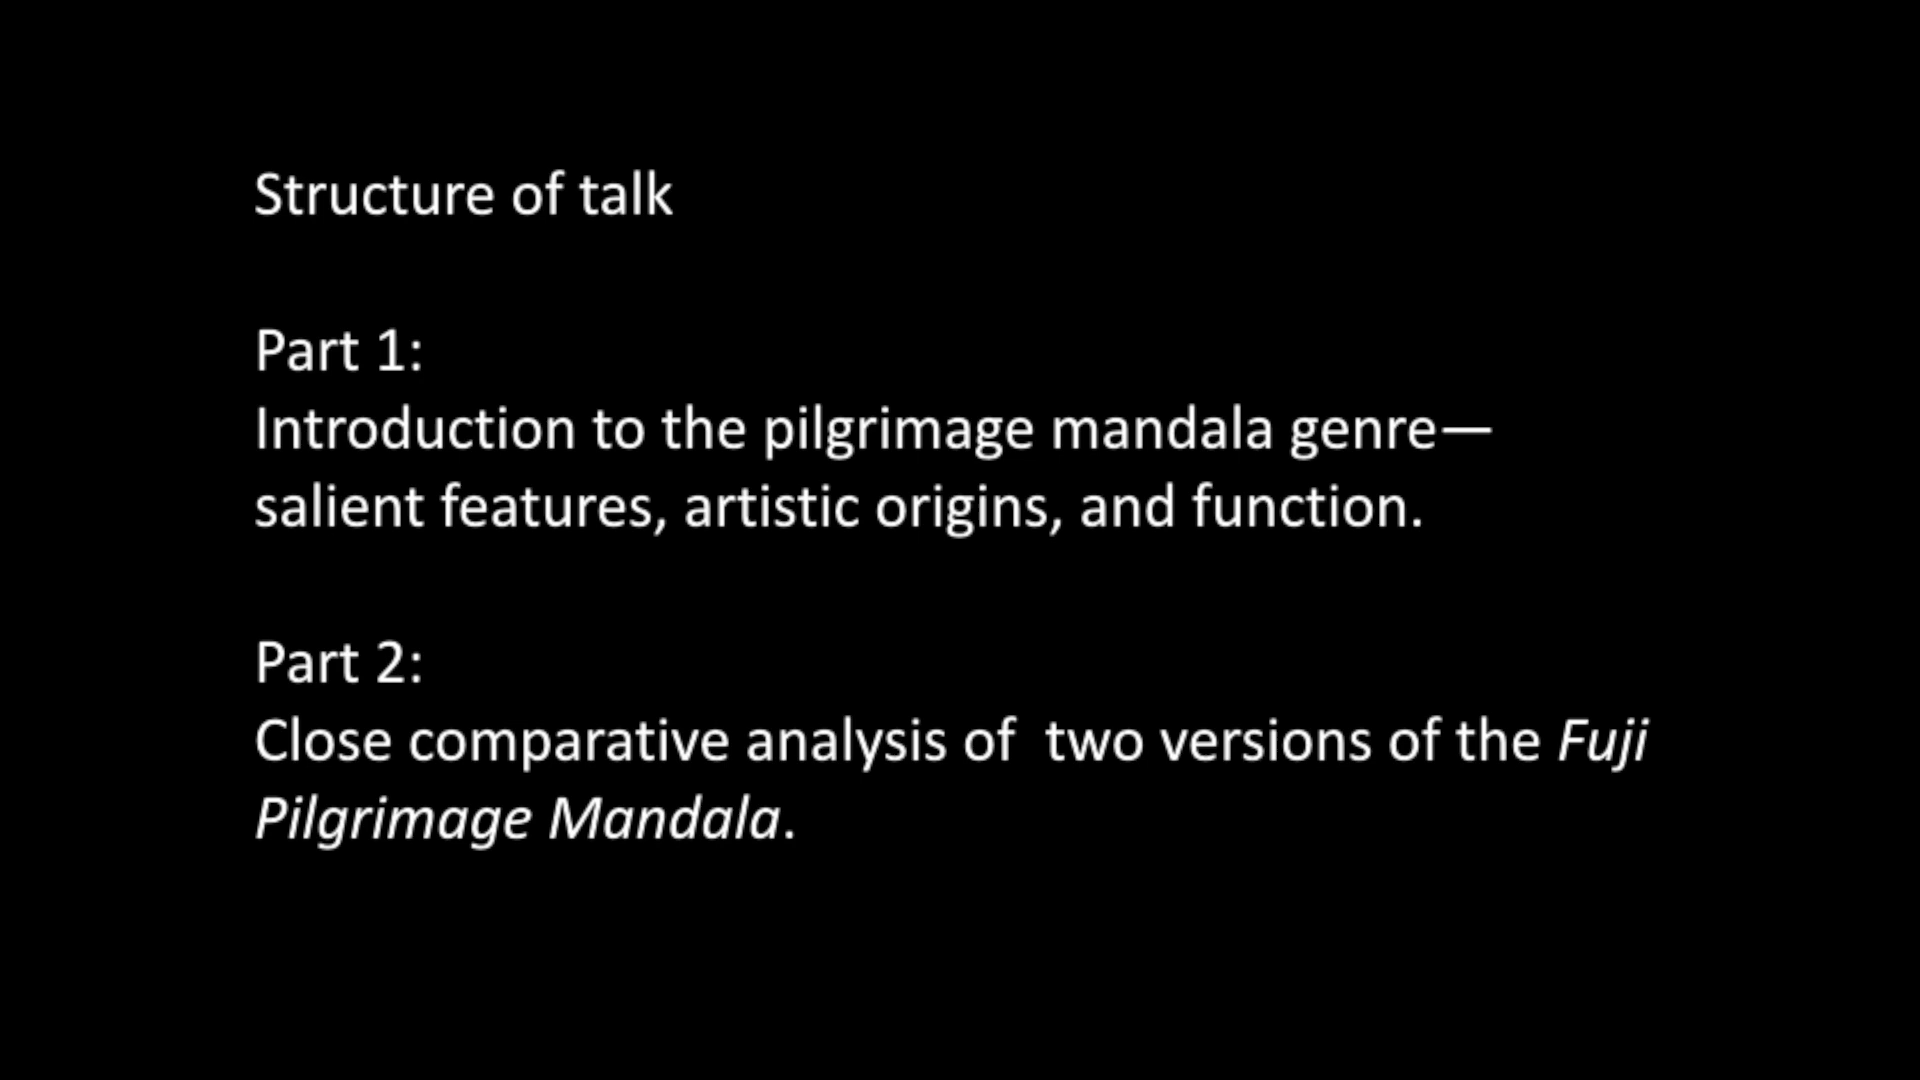 Structure of talk
Part 1:
Introduction to the pilgrimage mandala genre—
salient features, artistic origins, and function.
Part 2:
Close comparative analysis of  two versions of the Fuji
Pilgrimage Mandala.